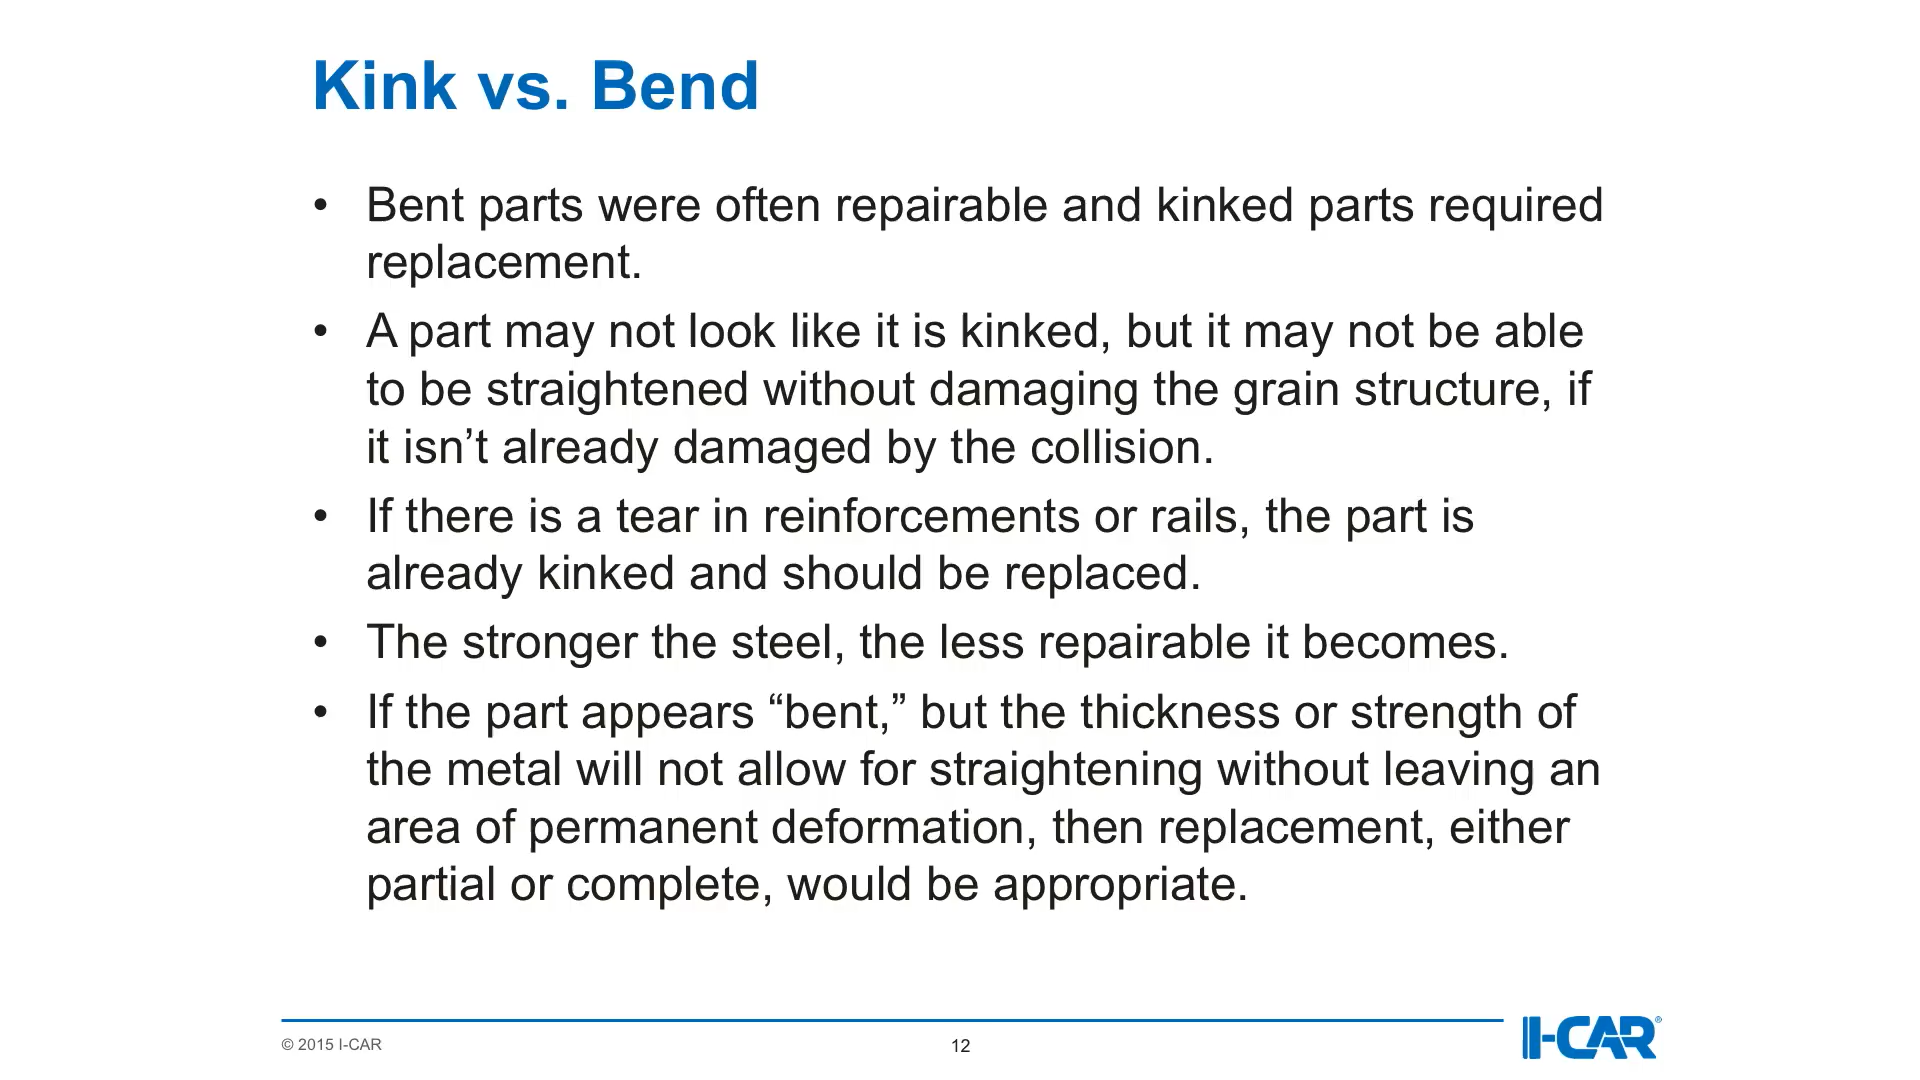 Kink vs. Bend
• Bent parts were often repairable and kinked parts required
replacement.
• A part may not look like it is kinked, but it may not be able
to be straightened without damaging the grain structure, if
it isn’t already damaged by the collision.
• If there is a tear in reinforcements or rails, the part is
already kinked and should be replaced.
• The stronger the steel, the less repairable it becomes.
• If the part appears “bent,” but the thickness or strength of
the metal will not allow for straightening without leaving an
area of permanent deformation, then replacement, either
partial or complete, would be appropriate.
© 2015 I-CAR
12
I-CAR®